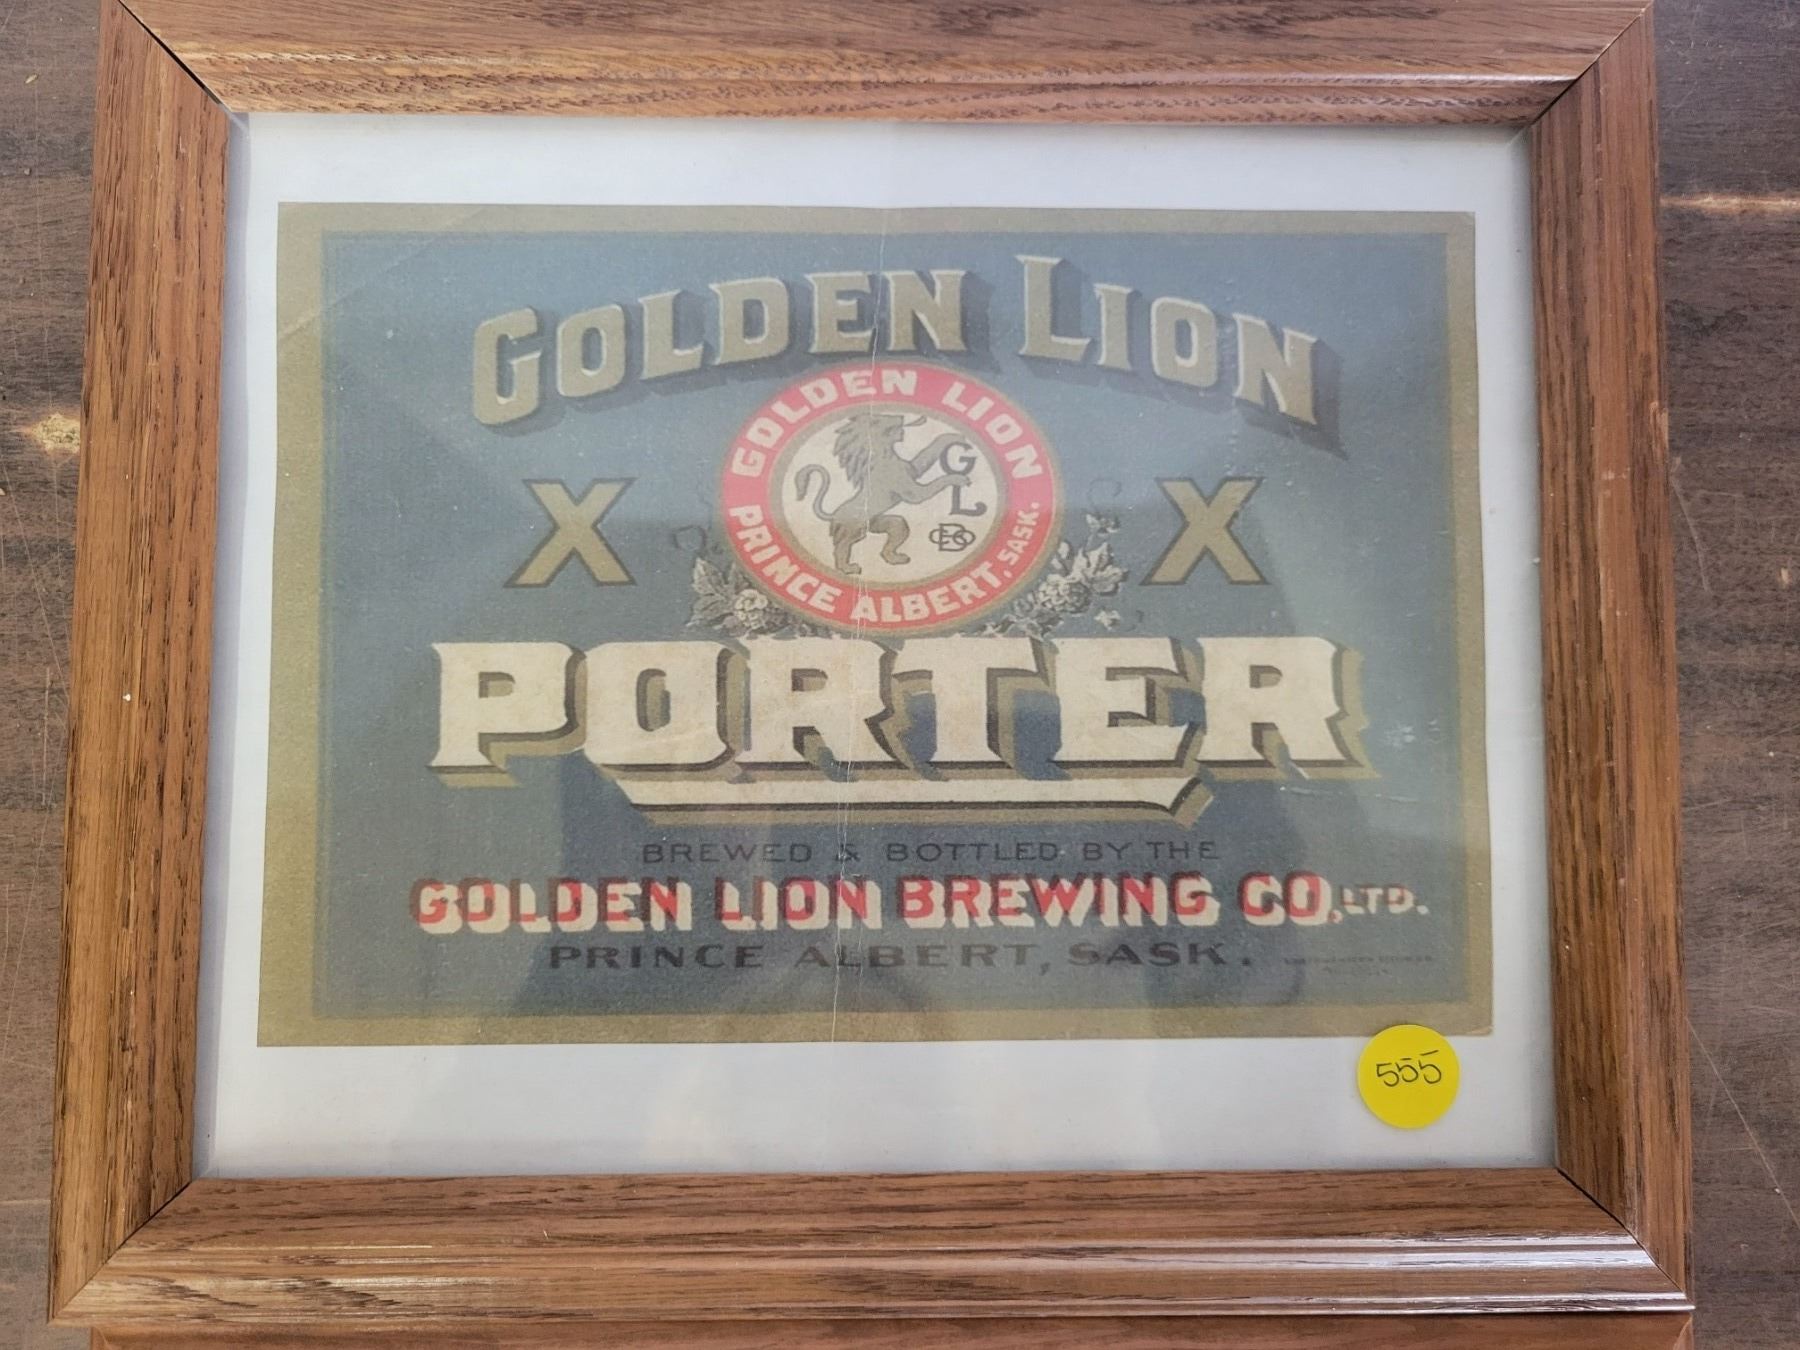 GOLDEN LION
GOLDEN LION
X
G
L
B Co
X
PRINCE ALBERT, SASK.
PORTER
BREWED & BOTTLED BY THE
GOLDEN LION BREWING CO., LTD.
PRINCE ALBERT, SASK.
555